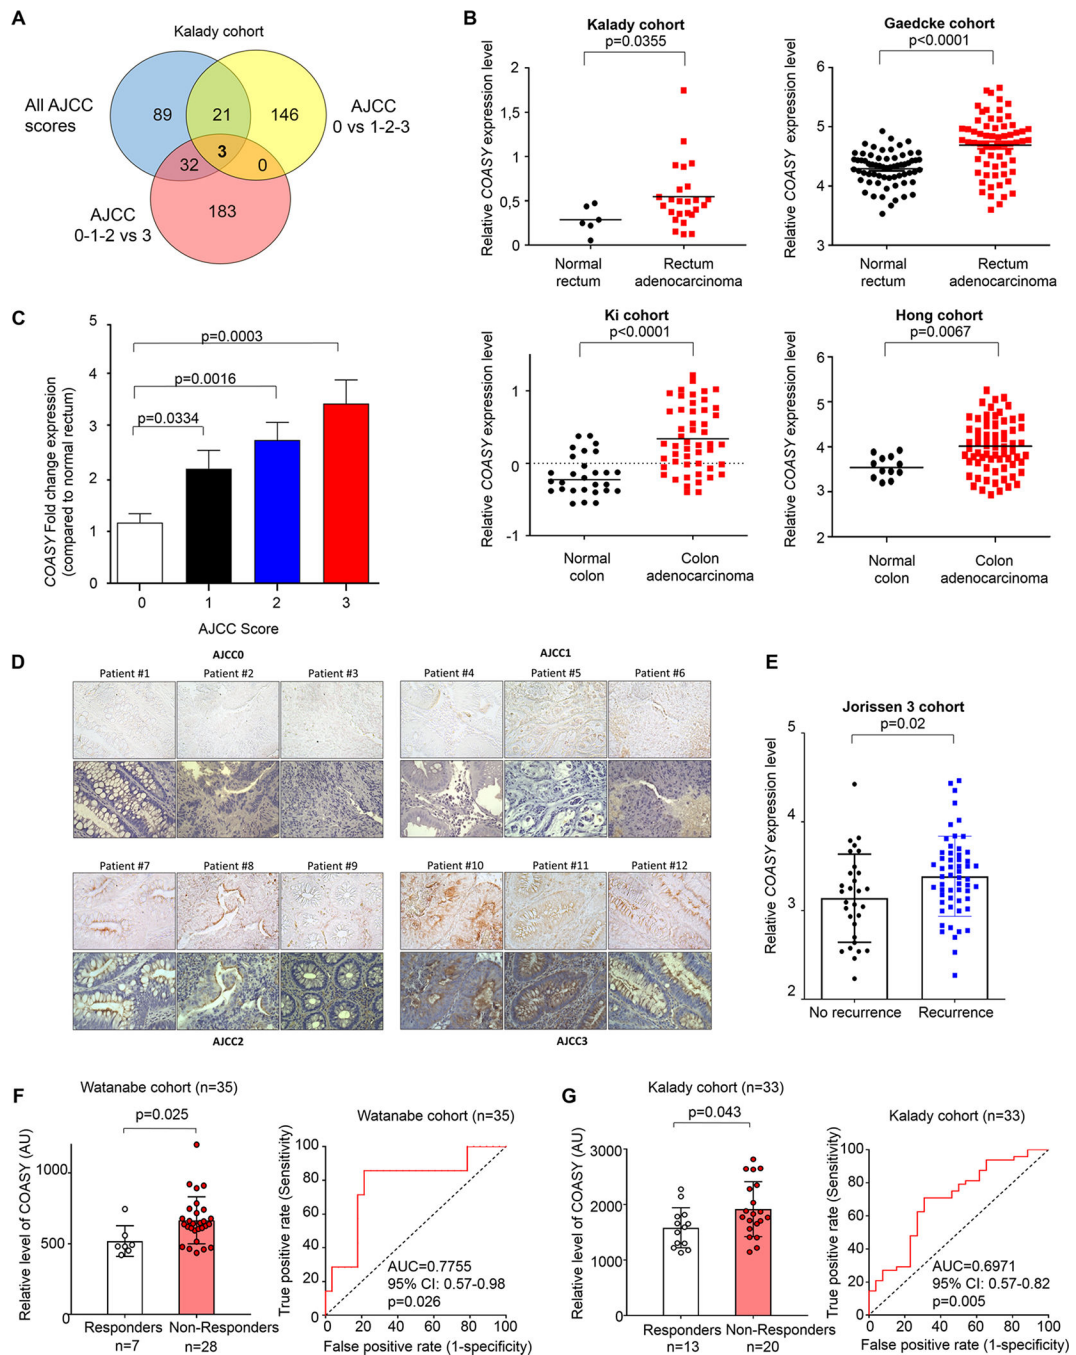 A
Kalady cohort
All AJCC
scores
89
21
146
AJCC
0 vs 1-2-3
3
32
0
AJCC
0-1-2 vs 3
183
B
Kalady cohort
p=0.0355
Relative COASY expression level
2
1,5
1
0,5
0
Normal
rectum
Rectum
adenocarcinoma
Gaedcke cohort
p<0.0001
Relative COASY expression level
6
5
4
3
Normal
rectum
Rectum
adenocarcinoma
Ki cohort
p<0.0001
Relative COASY expression level
1
0
-1
Normal
colon
Colon
adenocarcinoma
Hong cohort
p=0.0067
Relative COASY expression level
6
5
4
3
2
Normal
colon
Colon
adenocarcinoma
C
COASY Fold change expression
(compared to normal rectum)
5
4
3
2
1
0
p=0.0003
p=0.0016
p=0.0334
0
1
2
3
AJCC Score
D
AJCC0
AJCC1
Patient #1
Patient #2
Patient #3
Patient #4
Patient #5
Patient #6
Patient #7
Patient #8
Patient #9
Patient #10
Patient #11
Patient #12
AJCC2
AJCC3
E
Jorissen 3 cohort
p=0.02
Relative COASY expression level
5
4
3
2
No recurrence
Recurrence
F
Watanabe cohort (n=35)
p=0.025
Relative level of COASY (AU)
1000
500
0
Responders
n=7
Non-Responders
n=28
Watanabe cohort (n=35)
True positive rate (Sensitivity)
100
80
60
40
20
0
AUC=0.7755
95% CI: 0.57-0.98
p=0.026
0
20
40
60
80
100
False positive rate (1-specificity)
G
Kalady cohort (n=33)
p=0.043
Relative level of COASY (AU)
3000
2000
1000
0
Responders
n=13
Non-Responders
n=20
Kalady cohort (n=33)
True positive rate (Sensitivity)
100
80
60
40
20
0
AUC=0.6971
95% CI: 0.57-0.82
p=0.005
0
20
40
60
80
100
False positive rate (1-specificity)